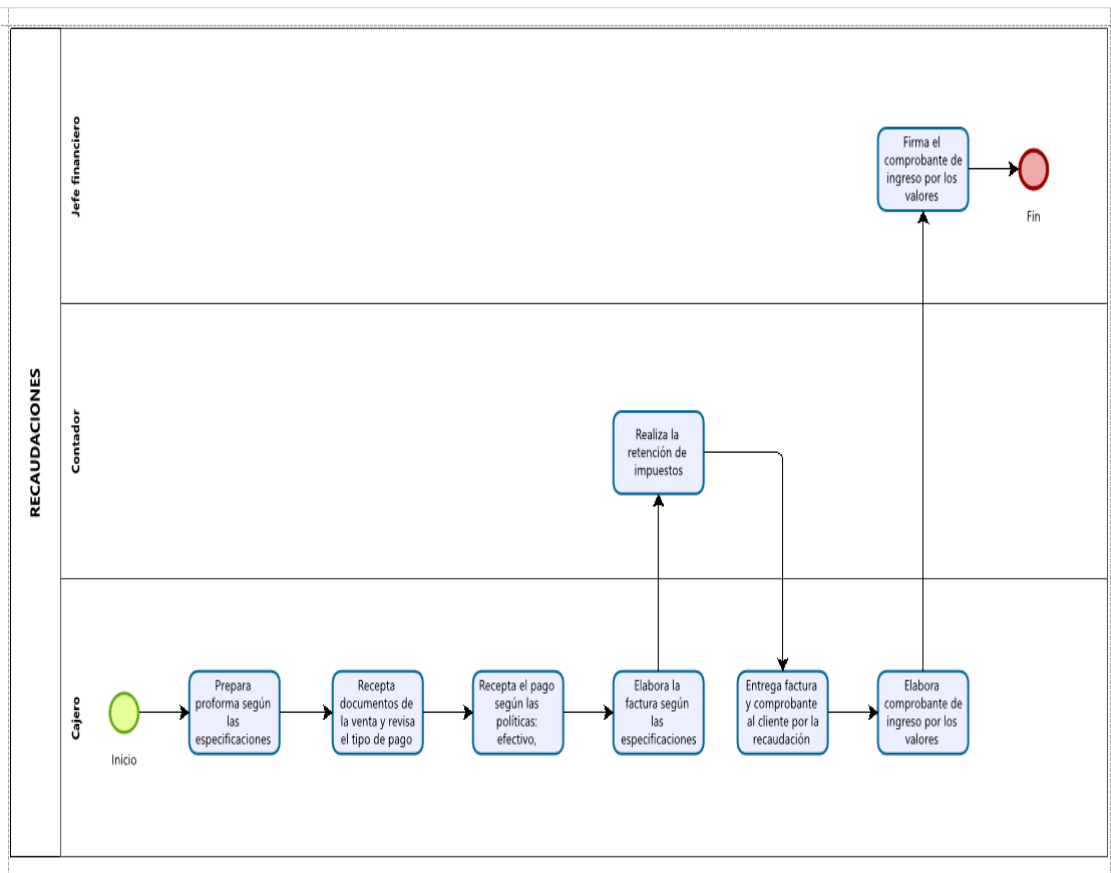 RECAUDACIONES
Jefe financiero
Firma el
comprobante de
ingreso por los
valores
Fin
Contador
Realiza la
retención de
impuestos
Cajero
Inicio
Prepara
proforma según
las
especificaciones
Recepta
documentos de
la venta y revisa
el tipo de pago
Recepta el pago
según las
políticas:
efectivo,
Elabora la
factura según
las
especificaciones
Entrega factura
y comprobante
al cliente por la
recaudación
Elabora
comprobante de
ingreso por los
valores